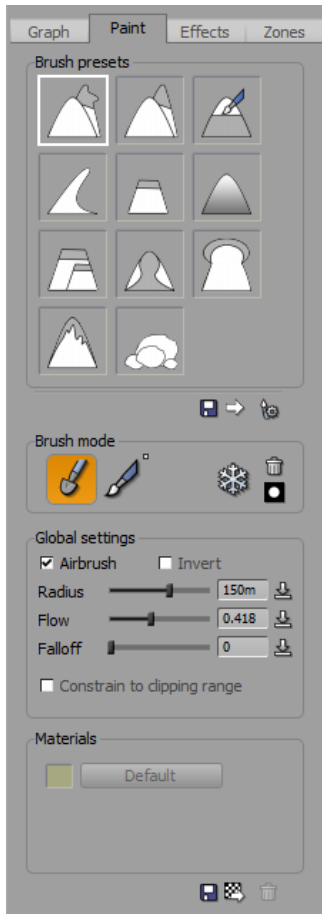 Graph Paint Effects Zones
Brush presets
Brush mode
Global settings
Airbrush Invert
Radius 150m
Flow 0.418
Falloff 0
Constrain to clipping range
Materials
Default